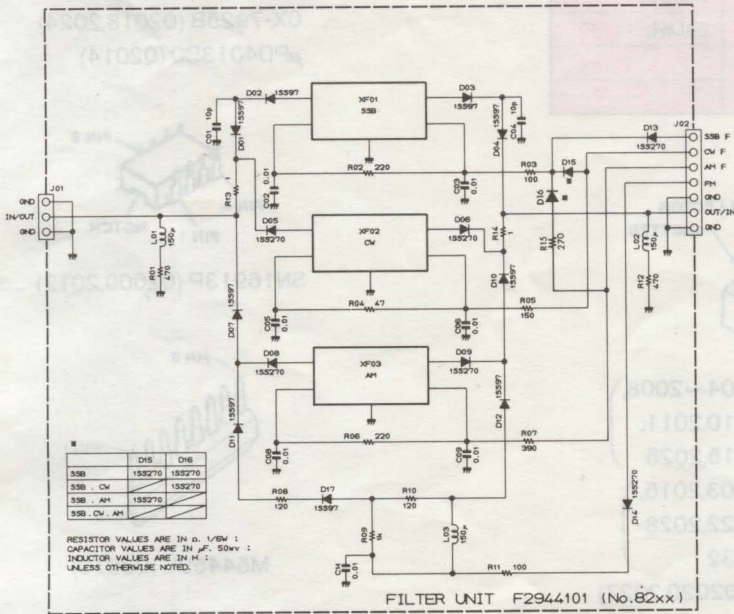 D02
1SS97
D03
1SS97
XF01
SSB
C01
10p
1SS97
D01
10p
C04
D04
1SS97
D13
1SS270
J02
SSB F
CW F
AM F
FM
GND
OUT/IN
GND
R02 220
C02
0.01
C03
0.01
R03
100
D15
D16
R13
1
J01
GND
IN/OUT
GND
D05
1SS270
XF02
CW
D06
1SS270
R14
1
R15
270
L01
150μ
R01
470
L02
150μ
R12
470
D10
1SS97
R04 47
C05
0.01
C06
0.01
R05
150
D07
1SS97
D08
1SS270
XF03
AM
D09
1SS270
D11
1SS97
D12
1SS97
R06 220
C08
0.01
C09
0.01
R07
390
R08
120
D17
1SS97
R10
120
R09
1k
L03
150μ
C14
0.01
R11 100
D14
1SS270
D15 D16
SSB 1SS270 1SS270
SSB . CW 1SS270
SSB . AM 1SS270
SSB . CW . AM
RESISTOR VALUES ARE IN Ω, 1/6W ;
CAPACITOR VALUES ARE IN μF, 50wv ;
INDUCTOR VALUES ARE IN H ;
UNLESS OTHERWISE NOTED.
FILTER UNIT F2944101 (No.82xx)